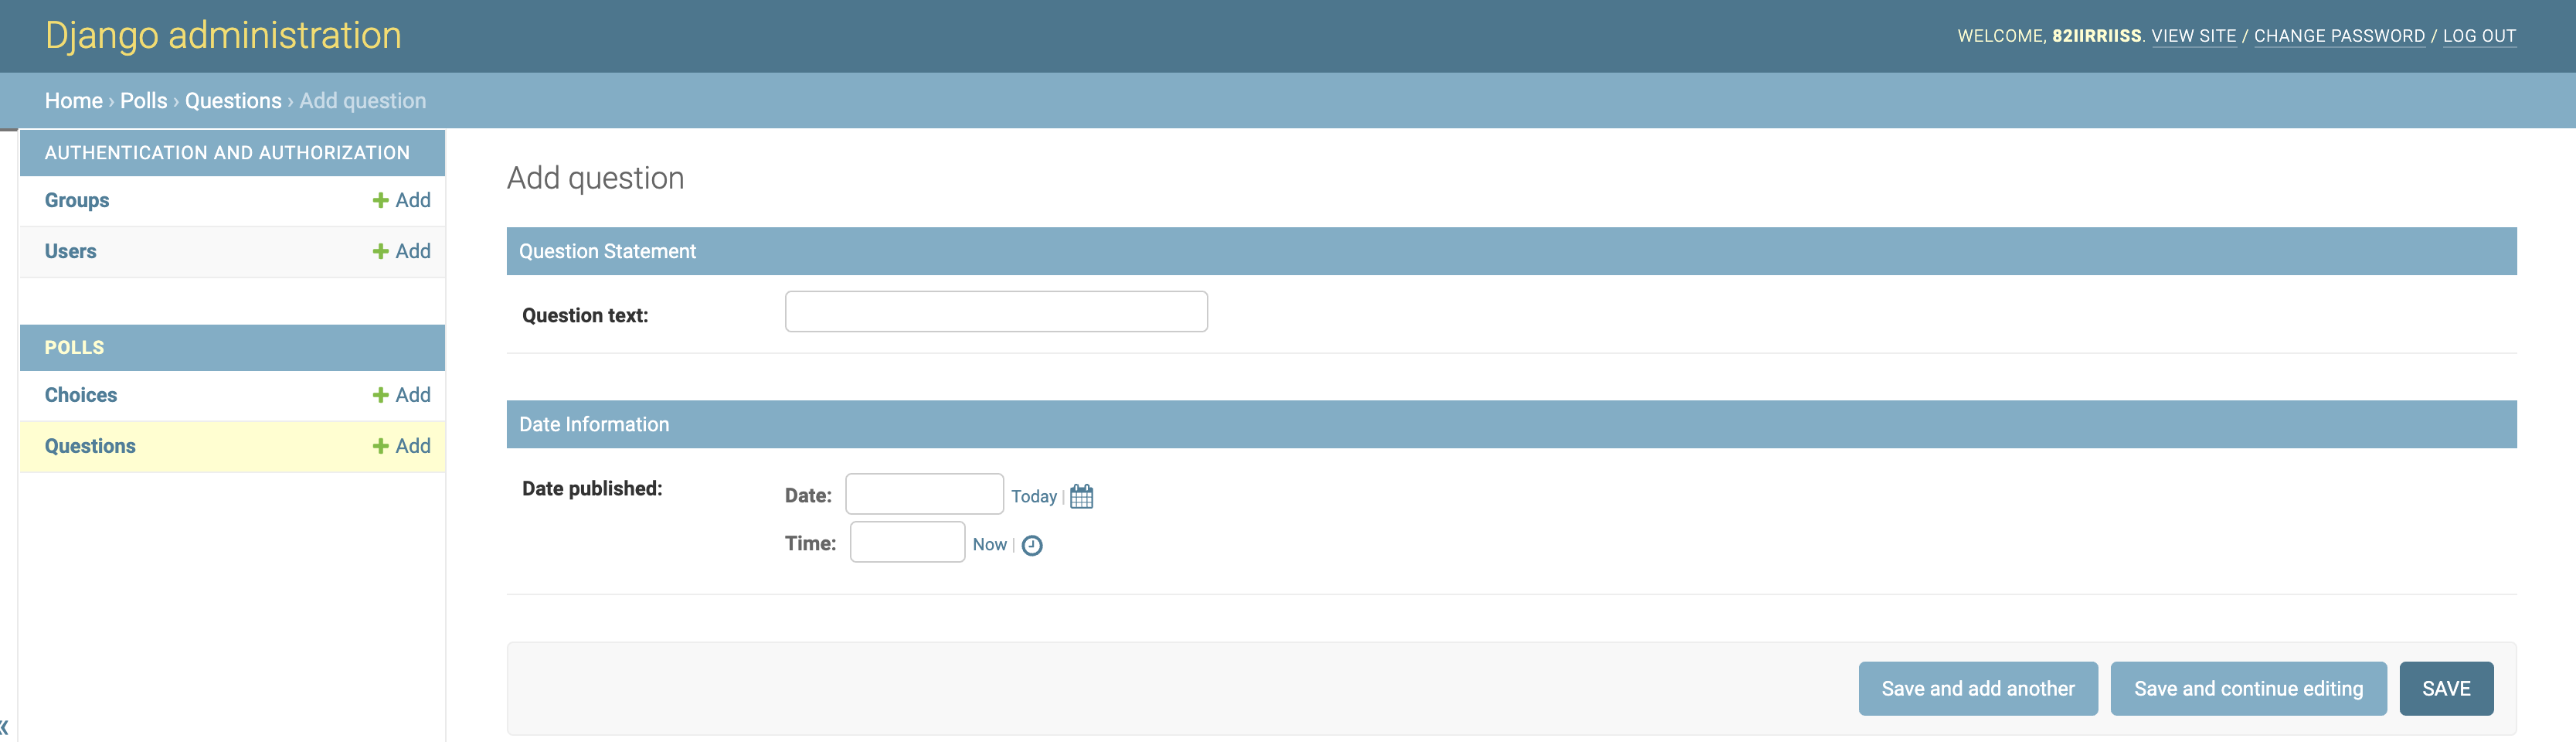 Django administration
WELCOME, 82IIRRIISS. VIEW SITE / CHANGE PASSWORD / LOG OUT
Home › Polls › Questions › Add question
AUTHENTICATION AND AUTHORIZATION
Groups + Add
Users + Add
POLLS
Choices + Add
Questions + Add
«
Add question
Question Statement
Question text:
Date Information
Date published:
Date: Today |
Time: Now |
Save and add another
Save and continue editing
SAVE